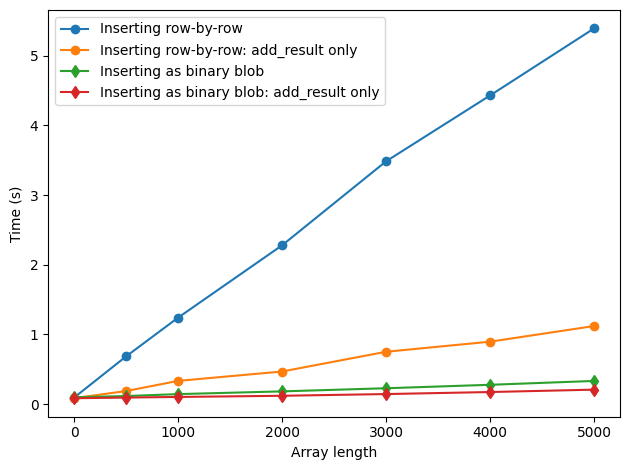 Inserting row-by-row
Inserting row-by-row: add_result only
Inserting as binary blob
Inserting as binary blob: add_result only
5
4
3
2
1
0
Time (s)
0 1000 2000 3000 4000 5000
Array length